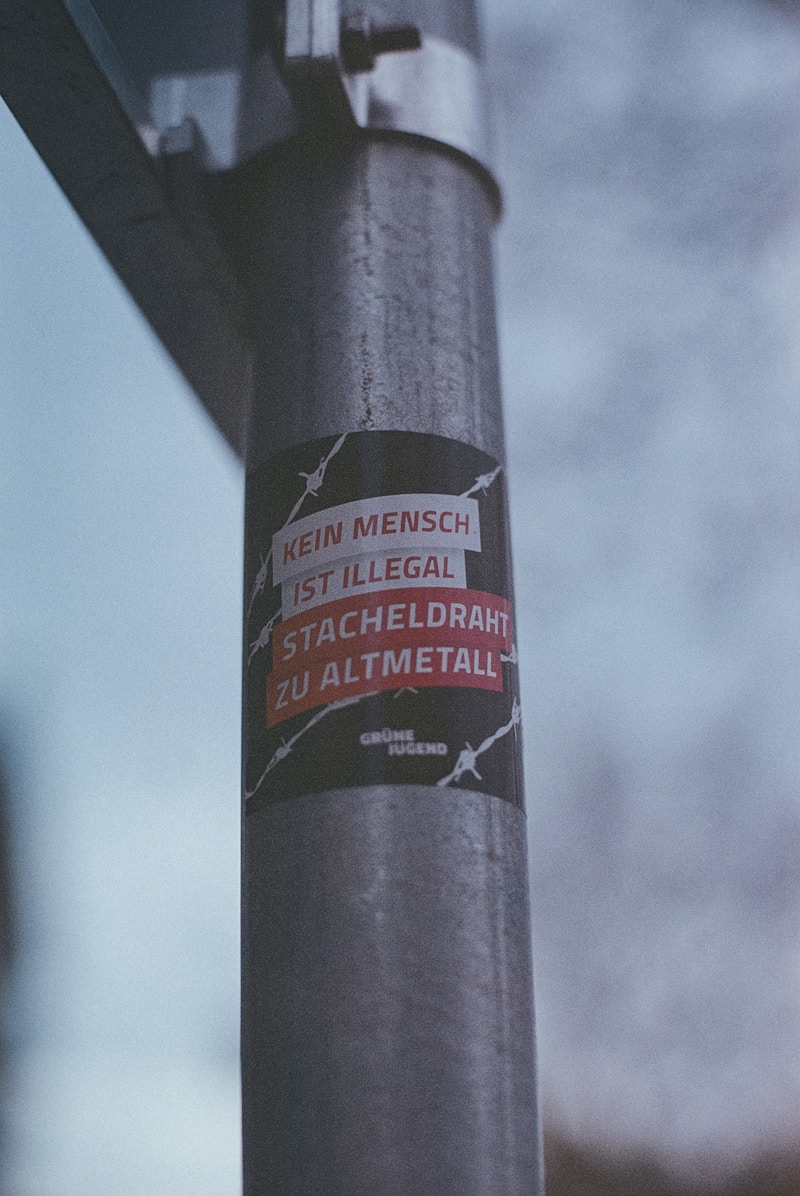 KEIN MENSCH
IST ILLEGAL
STACHELDRAHT
ZU ALTMETALL
GRÜNE
JUGEND